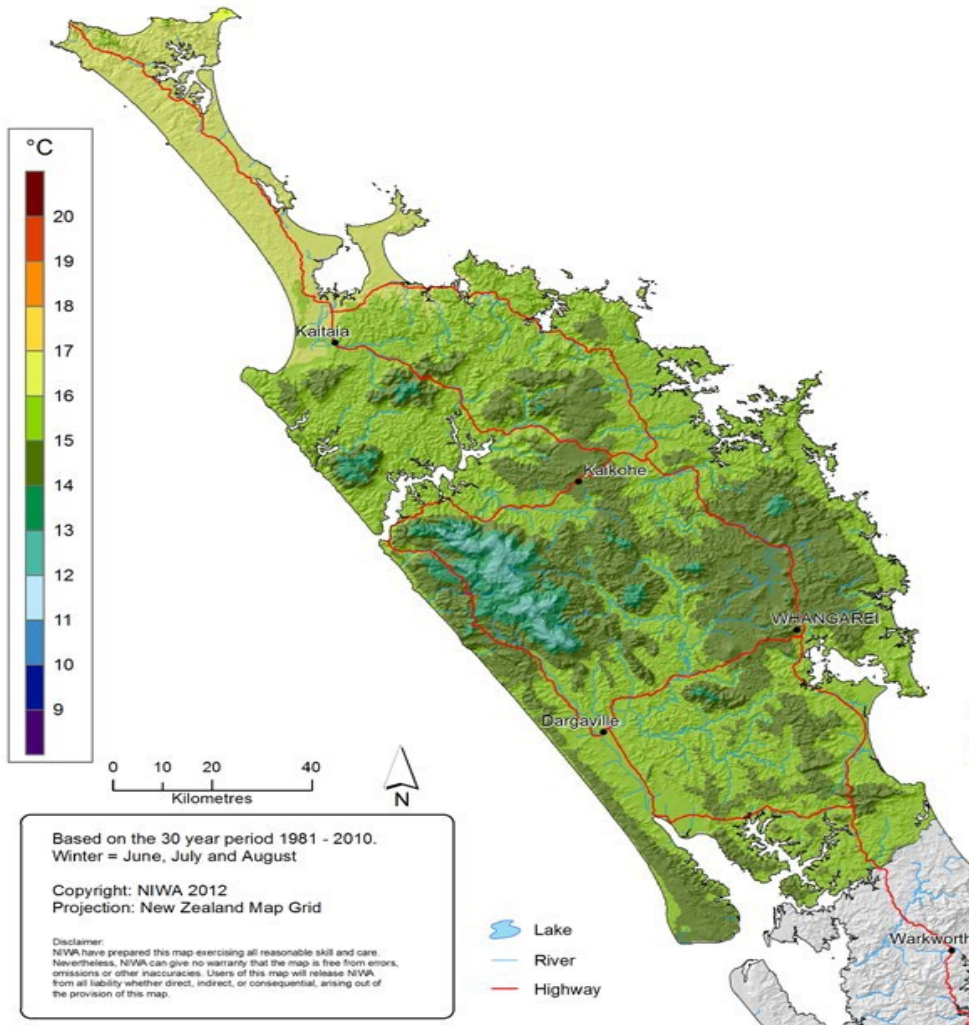 °C
20
19
18
17
16
15
14
13
12
11
10
9
Kaitaia
Kaikohe
WHANGAREI
Dargaville
Warkworth
0 10 20 40
Kilometres
N
Based on the 30 year period 1981 - 2010.
Winter = June, July and August
Copyright: NIWA 2012
Projection: New Zealand Map Grid
Disclaimer:
NIWA have prepared this map exercising all reasonable skill and care.
Nevertheless, NIWA can give no warranty that the map is free from errors,
omissions or other inaccuracies. Users of this map will release NIWA
from all liability whether direct, indirect, or consequential, arising out of
the provision of this map.
Lake
River
Highway